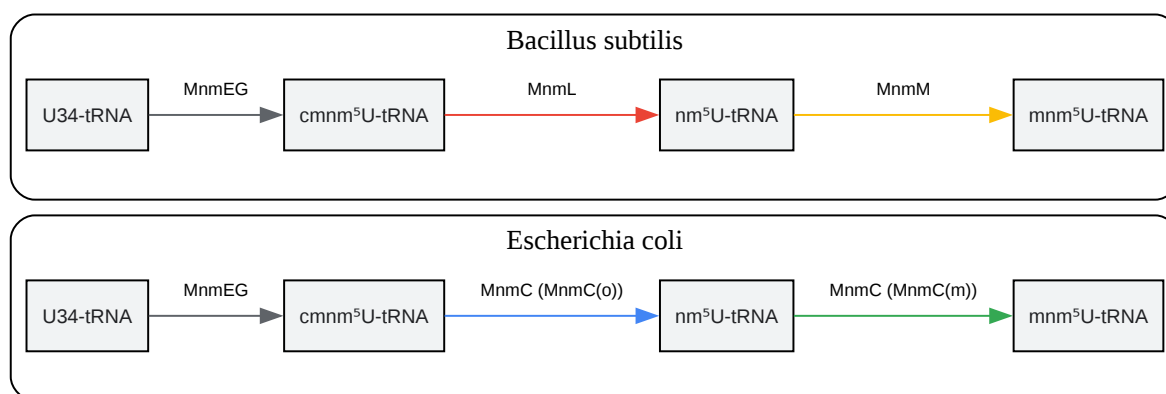 Bacillus subtilis
MnmEG MnmL MnmM
U34-tRNA cmnm⁵U-tRNA nm⁵U-tRNA mnm⁵U-tRNA
Escherichia coli
MnmEG MnmC (MnmC(o)) MnmC (MnmC(m))
U34-tRNA cmnm⁵U-tRNA nm⁵U-tRNA mnm⁵U-tRNA